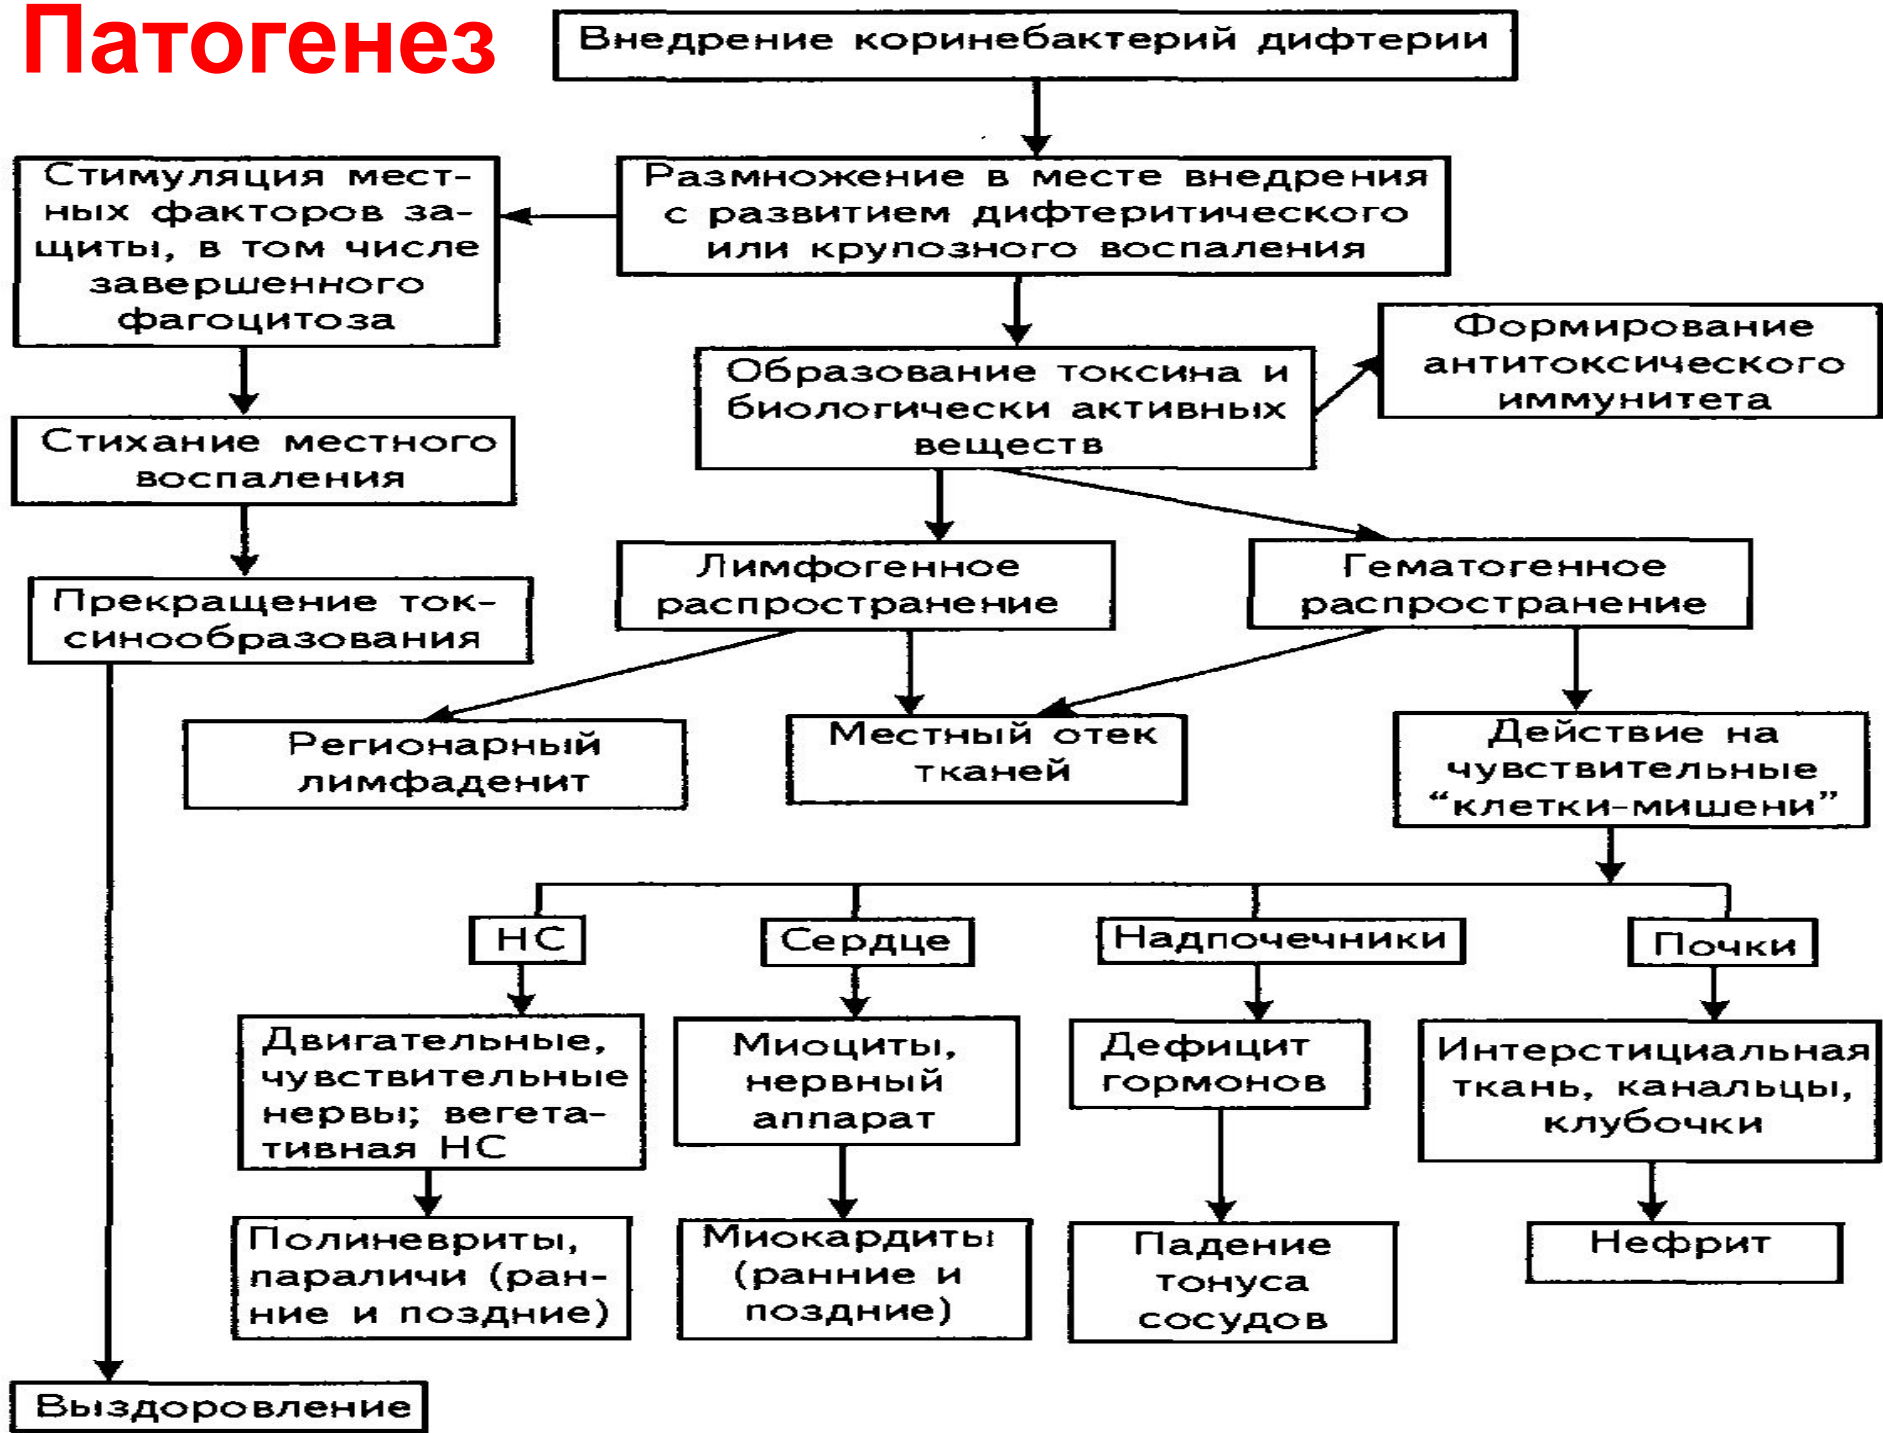 Патогенез
Внедрение коринебактерий дифтерии
Стимуляция мест-
ных факторов за-
щиты, в том числе
завершенного
фагоцитоза
Размножение в месте внедрения
с развитием дифтеритического
или крупозного воспаления
Формирование
антитоксического
иммунитета
Образование токсина и
биологически активных
веществ
Стихание местного
воспаления
Лимфогенное
распространение
Гематогенное
распространение
Прекращение ток-
синообразования
Регионарный
лимфаденит
Местный отек
тканей
Действие на
чувствительные
“клетки-мишени”
НС
Сердце
Надпочечники
Почки
Двигательные,
чувствительные
нервы; вегета-
тивная НС
Миоциты,
нервный
аппарат
Дефицит
гормонов
Интерстициальная
ткань, канальцы,
клубочки
Полиневриты,
параличи (ран-
ние и поздние)
Миокардиты
(ранние и
поздние)
Падение
тонуса
сосудов
Нефрит
Выздоровление